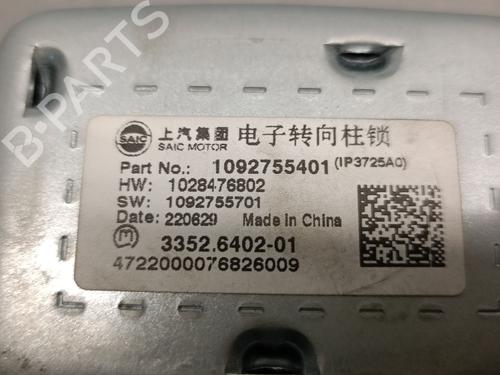 B-PARTS
SAIC
上汽集团
SAIC MOTOR
电子转向柱锁
Part No.: 1092755401 (IP3725A0)
HW: 1028476802
SW: 1092755701
Date: 220629 Made in China
M 3352.6402-01
4722000076826009